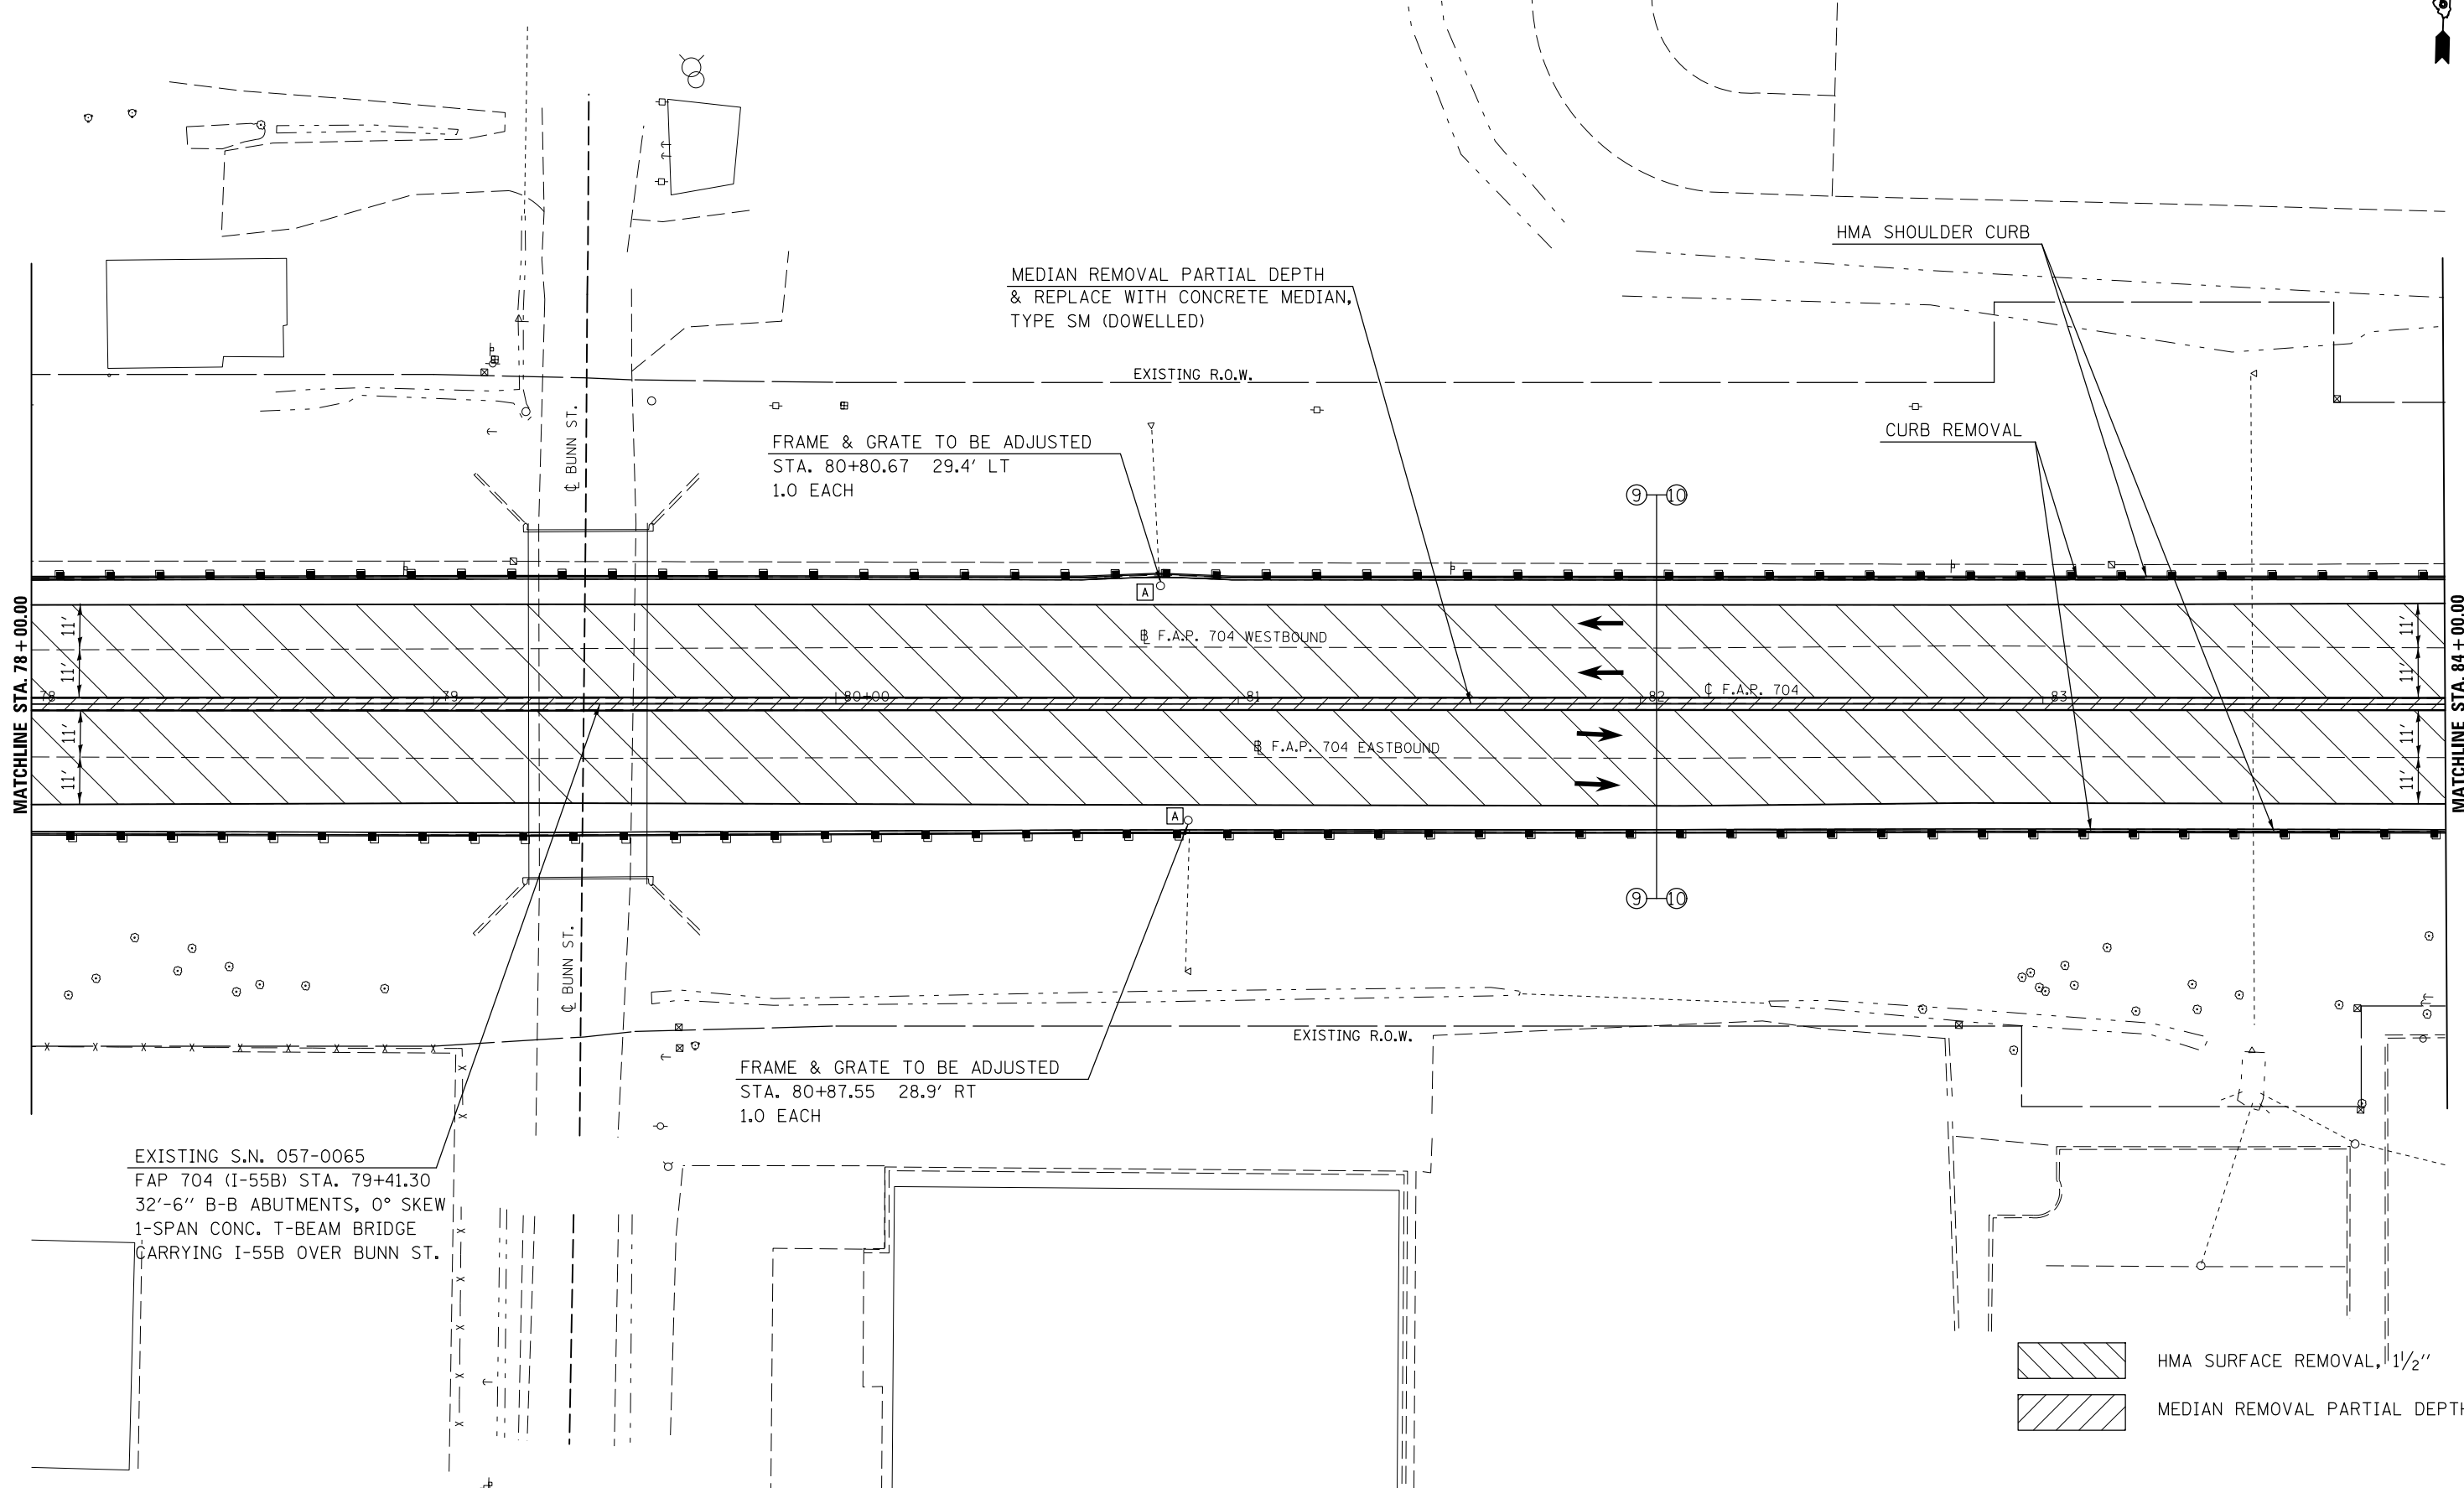 HMA SHOULDER CURB
MEDIAN REMOVAL PARTIAL DEPTH
& REPLACE WITH CONCRETE MEDIAN,
TYPE SM (DOWELLED)
EXISTING R.O.W.
℄ BUNN ST.
FRAME & GRATE TO BE ADJUSTED
STA. 80+80.67 29.4' LT
1.0 EACH
CURB REMOVAL
9 10
A
MATCHLINE STA. 78+00.00
MATCHLINE STA. 84+00.00
11'
11'
11'
11'
B F.A.P. 704 WESTBOUND
78
79
80+00
81
82
℄ F.A.P. 704
83
B F.A.P. 704 EASTBOUND
11'
11'
11'
11'
A
9 10
℄ BUNN ST.
EXISTING R.O.W.
FRAME & GRATE TO BE ADJUSTED
STA. 80+87.55 28.9' RT
1.0 EACH
EXISTING S.N. 057-0065
FAP 704 (I-55B) STA. 79+41.30
32'-6" B-B ABUTMENTS, 0° SKEW
1-SPAN CONC. T-BEAM BRIDGE
CARRYING I-55B OVER BUNN ST.
HMA SURFACE REMOVAL, 1½"
MEDIAN REMOVAL PARTIAL DEPTH